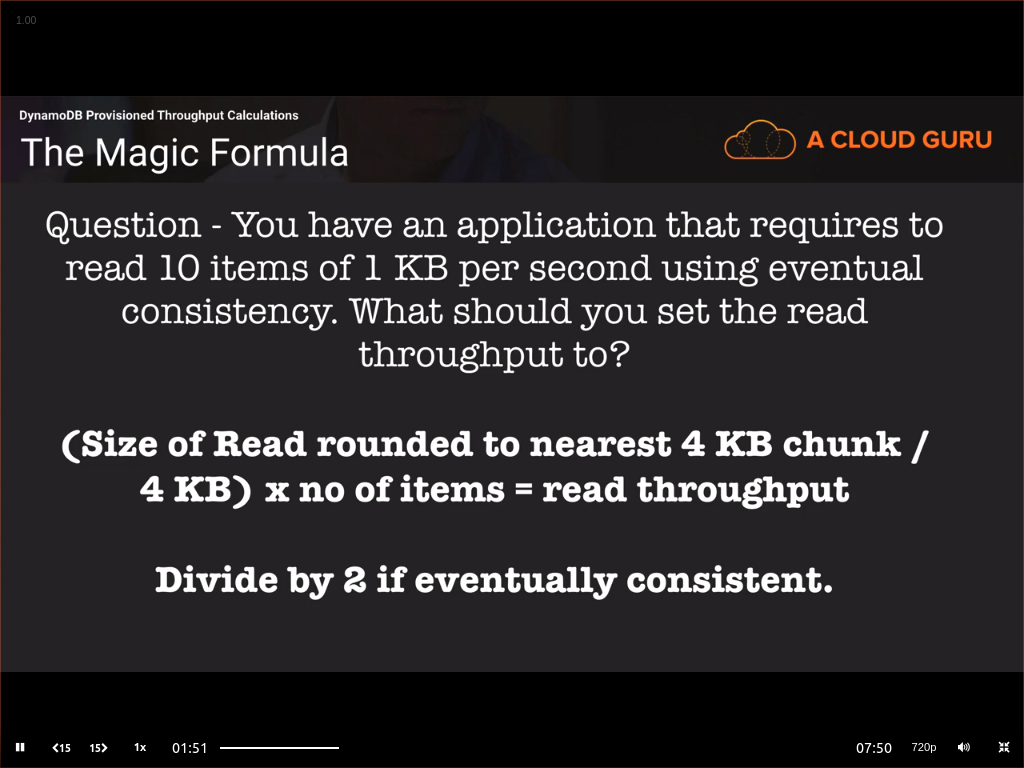 1.00
DynamoDB Provisioned Throughput Calculations
The Magic Formula
A CLOUD GURU
Question - You have an application that requires to
read 10 items of 1 KB per second using eventual
consistency. What should you set the read
throughput to?
(Size of Read rounded to nearest 4 KB chunk /
4 KB) x no of items = read throughput
Divide by 2 if eventually consistent.
15 15 1x 01:51 07:50 720p